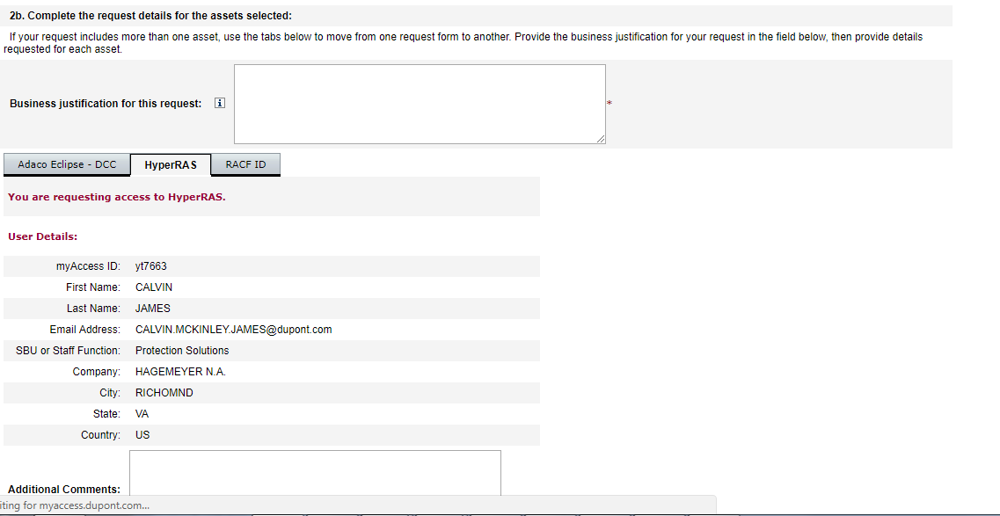 2b. Complete the request details for the assets selected:
If your request includes more than one asset, use the tabs below to move from one request form to another. Provide the business justification for your request in the field below, then provide details
requested for each asset.
Business justification for this request: i
*
Adaco Eclipse - DCC HyperRAS RACF ID
You are requesting access to HyperRAS.
User Details:
myAccess ID: yt7663
First Name: CALVIN
Last Name: JAMES
Email Address: CALVIN.MCKINLEY.JAMES@dupont.com
SBU or Staff Function: Protection Solutions
Company: HAGEMEYER N.A.
City: RICHOMND
State: VA
Country: US
Additional Comments:
iting for myaccess.dupont.com...